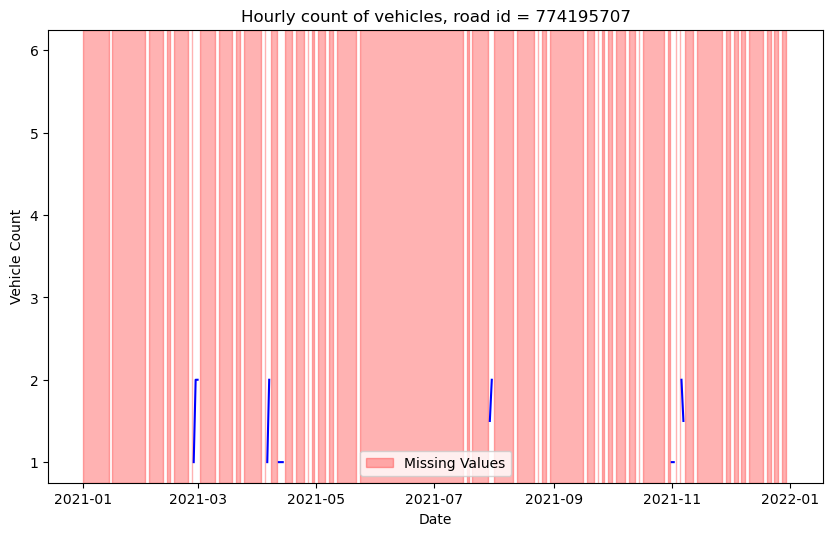 Hourly count of vehicles, road id = 774195707
Vehicle Count
6
5
4
3
2
1
Missing Values
2021-01 2021-03 2021-05 2021-07 2021-09 2021-11 2022-01
Date